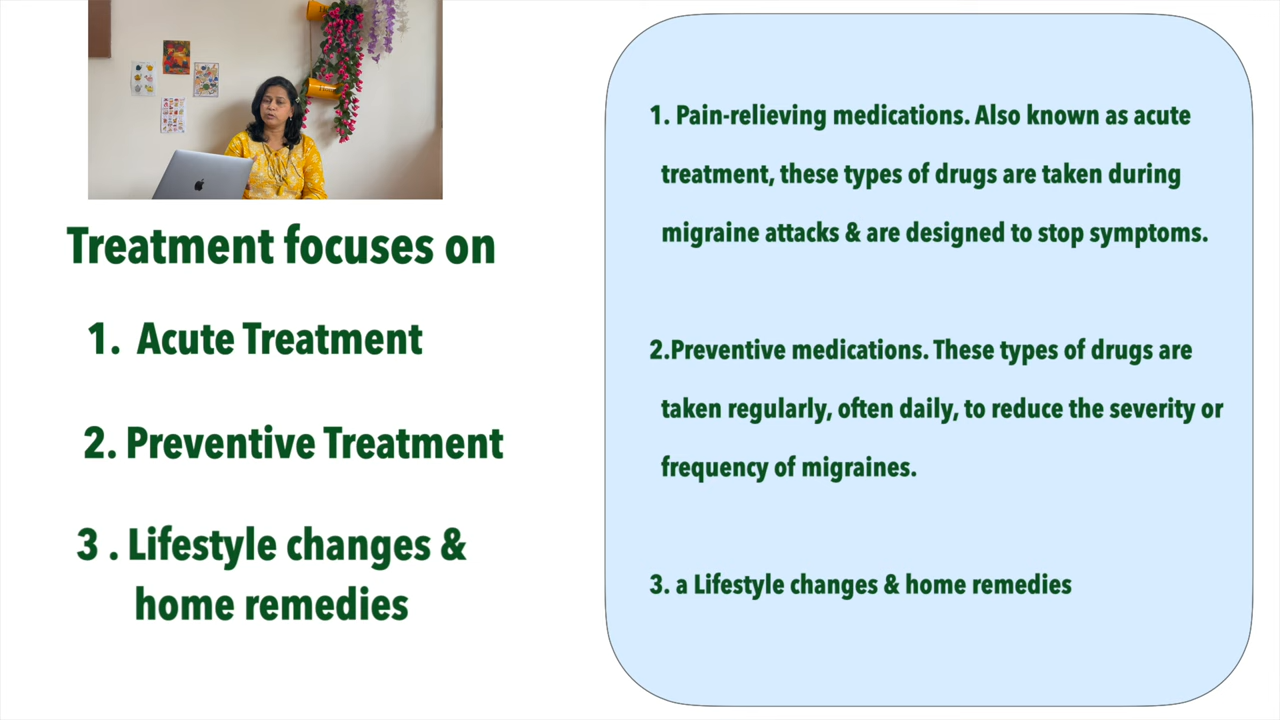 Treatment focuses on
1. Acute Treatment
2. Preventive Treatment
3 . Lifestyle changes &
home remedies
1. Pain-relieving medications. Also known as acute
treatment, these types of drugs are taken during
migraine attacks & are designed to stop symptoms.
2.Preventive medications. These types of drugs are
taken regularly, often daily, to reduce the severity or
frequency of migraines.
3. a Lifestyle changes & home remedies